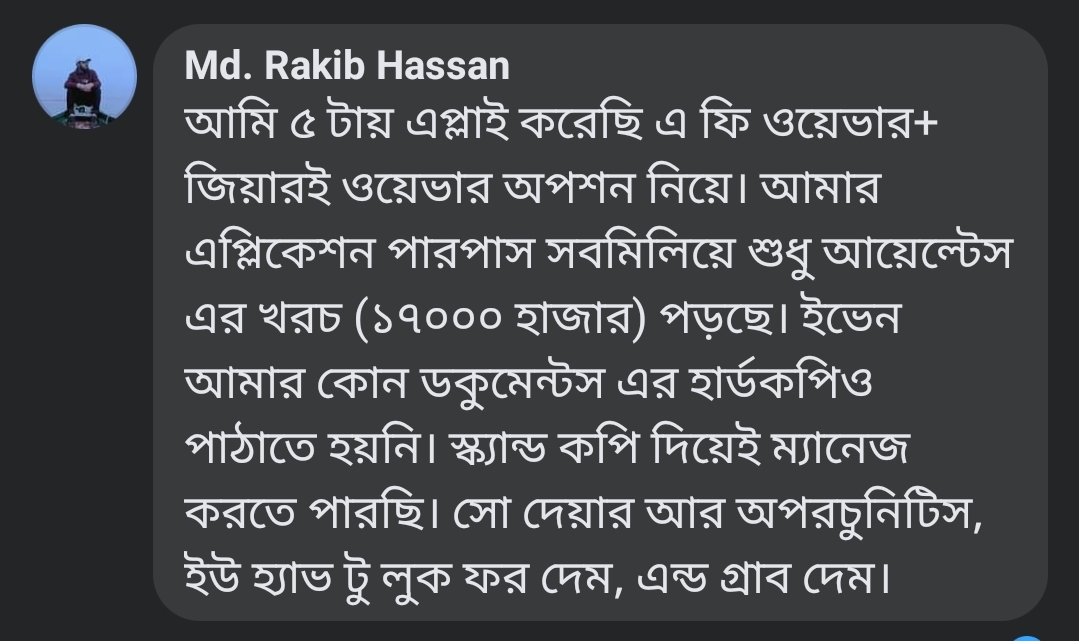 Md. Rakib Hassan
আমি ৫ টায় এপ্লাই করেছি এ ফি ওয়েভার+
জিয়ারই ওয়েভার অপশন নিয়ে। আমার
এপ্লিকেশন পারপাস সবমিলিয়ে শুধু আয়েল্টেস
এর খরচ (১৭০০০ হাজার) পড়ছে। ইভেন
আমার কোন ডকুমেন্টস এর হার্ডকপিও
পাঠাতে হয়নি। স্ক্যান্ড কপি দিয়েই ম্যানেজ
করতে পারছি। সো দেয়ার আর অপরচুনিটিস,
ইউ হ্যাভ টু লুক ফর দেম, এন্ড গ্রাব দেম।